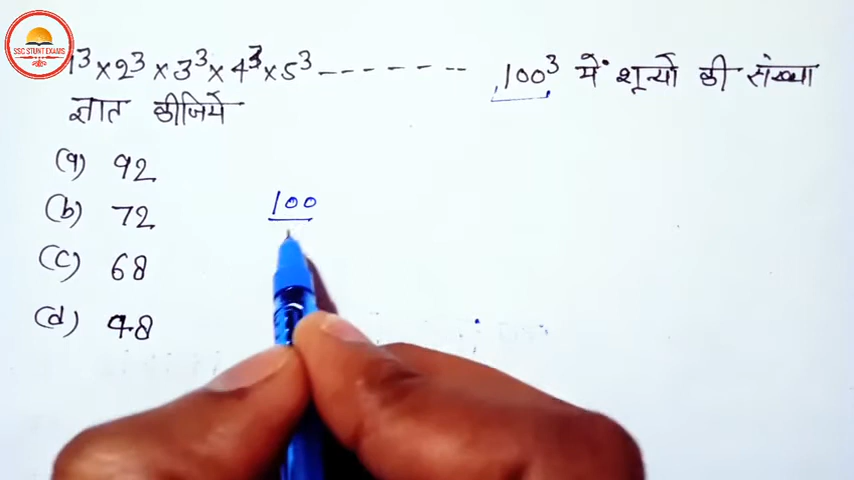 SSC STUNT EXAMS
1³ × 2³ × 3³ × 4³ × 5³ - - - - - - - 100³ में शून्यो की संख्या
ज्ञात कीजिये
(a) 92
(b) 72
(c) 68
(d) 48
100